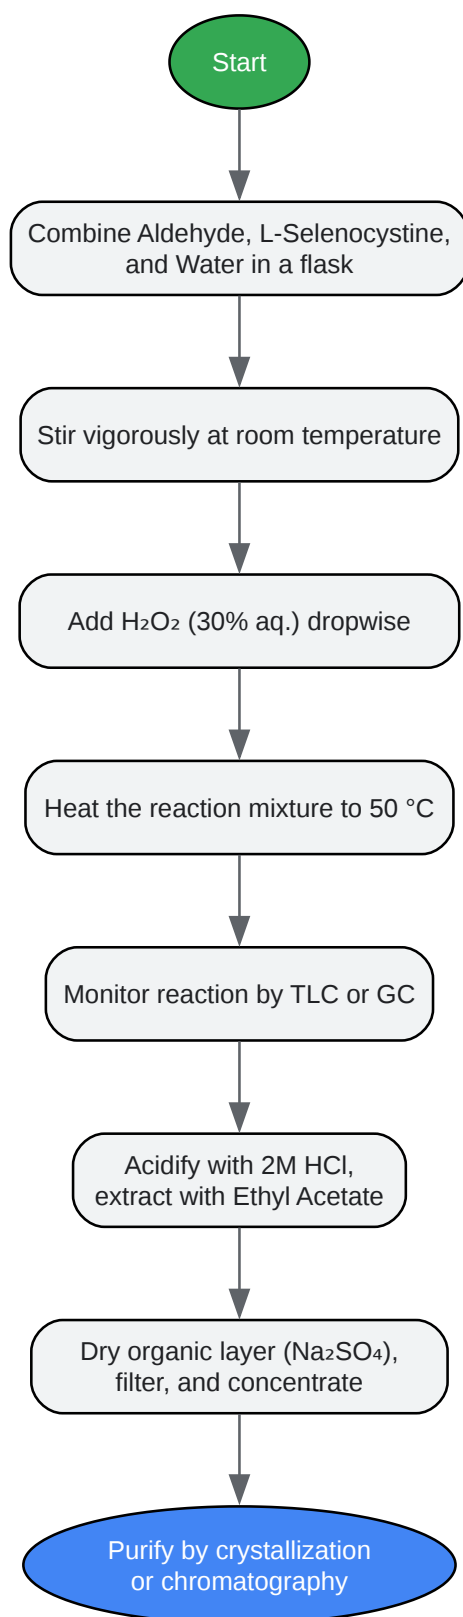 Start
Combine Aldehyde, L-Selenocystine,
and Water in a flask
Stir vigorously at room temperature
Add H₂O₂ (30% aq.) dropwise
Heat the reaction mixture to 50 °C
Monitor reaction by TLC or GC
Acidify with 2M HCl,
extract with Ethyl Acetate
Dry organic layer (Na₂SO₄),
filter, and concentrate
Purify by crystallization
or chromatography